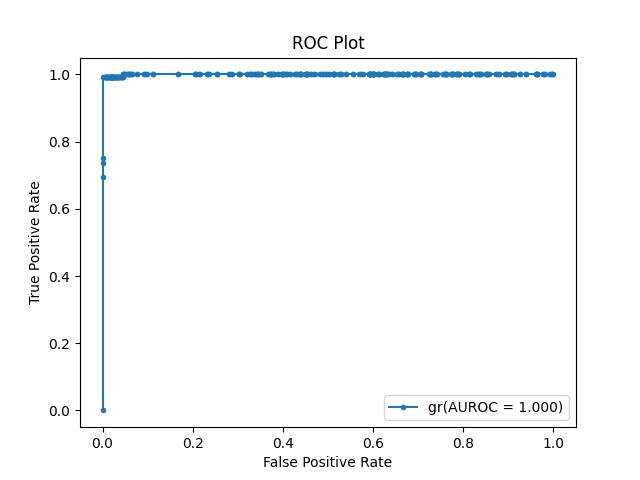 ROC Plot
True Positive Rate
1.0
0.8
0.6
0.4
0.2
0.0
gr(AUROC = 1.000)
0.0 0.2 0.4 0.6 0.8 1.0
False Positive Rate